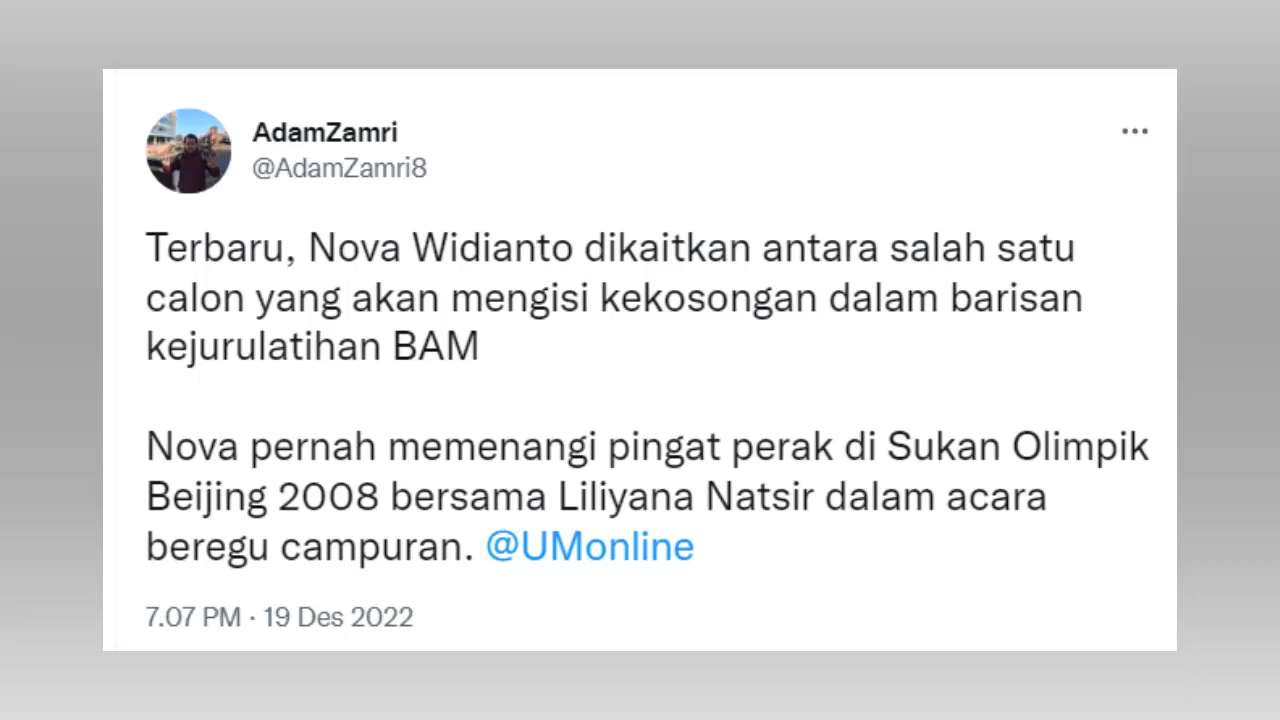 AdamZamri
@AdamZamri8
Terbaru, Nova Widianto dikaitkan antara salah satu
calon yang akan mengisi kekosongan dalam barisan
kejurulatihan BAM
Nova pernah memenangi pingat perak di Sukan Olimpik
Beijing 2008 bersama Liliyana Natsir dalam acara
beregu campuran. @UMonline
7.07 PM · 19 Des 2022